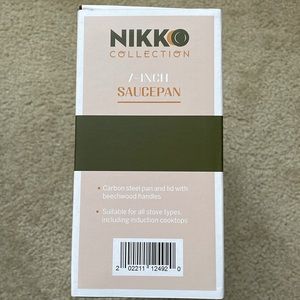 NIKKO
COLLECTION
7-INCH
SAUCEPAN
• Carbon steel pan and lid with
beechwood handles
• Suitable for all stove types,
including induction cooktops
2 02211 12492 0